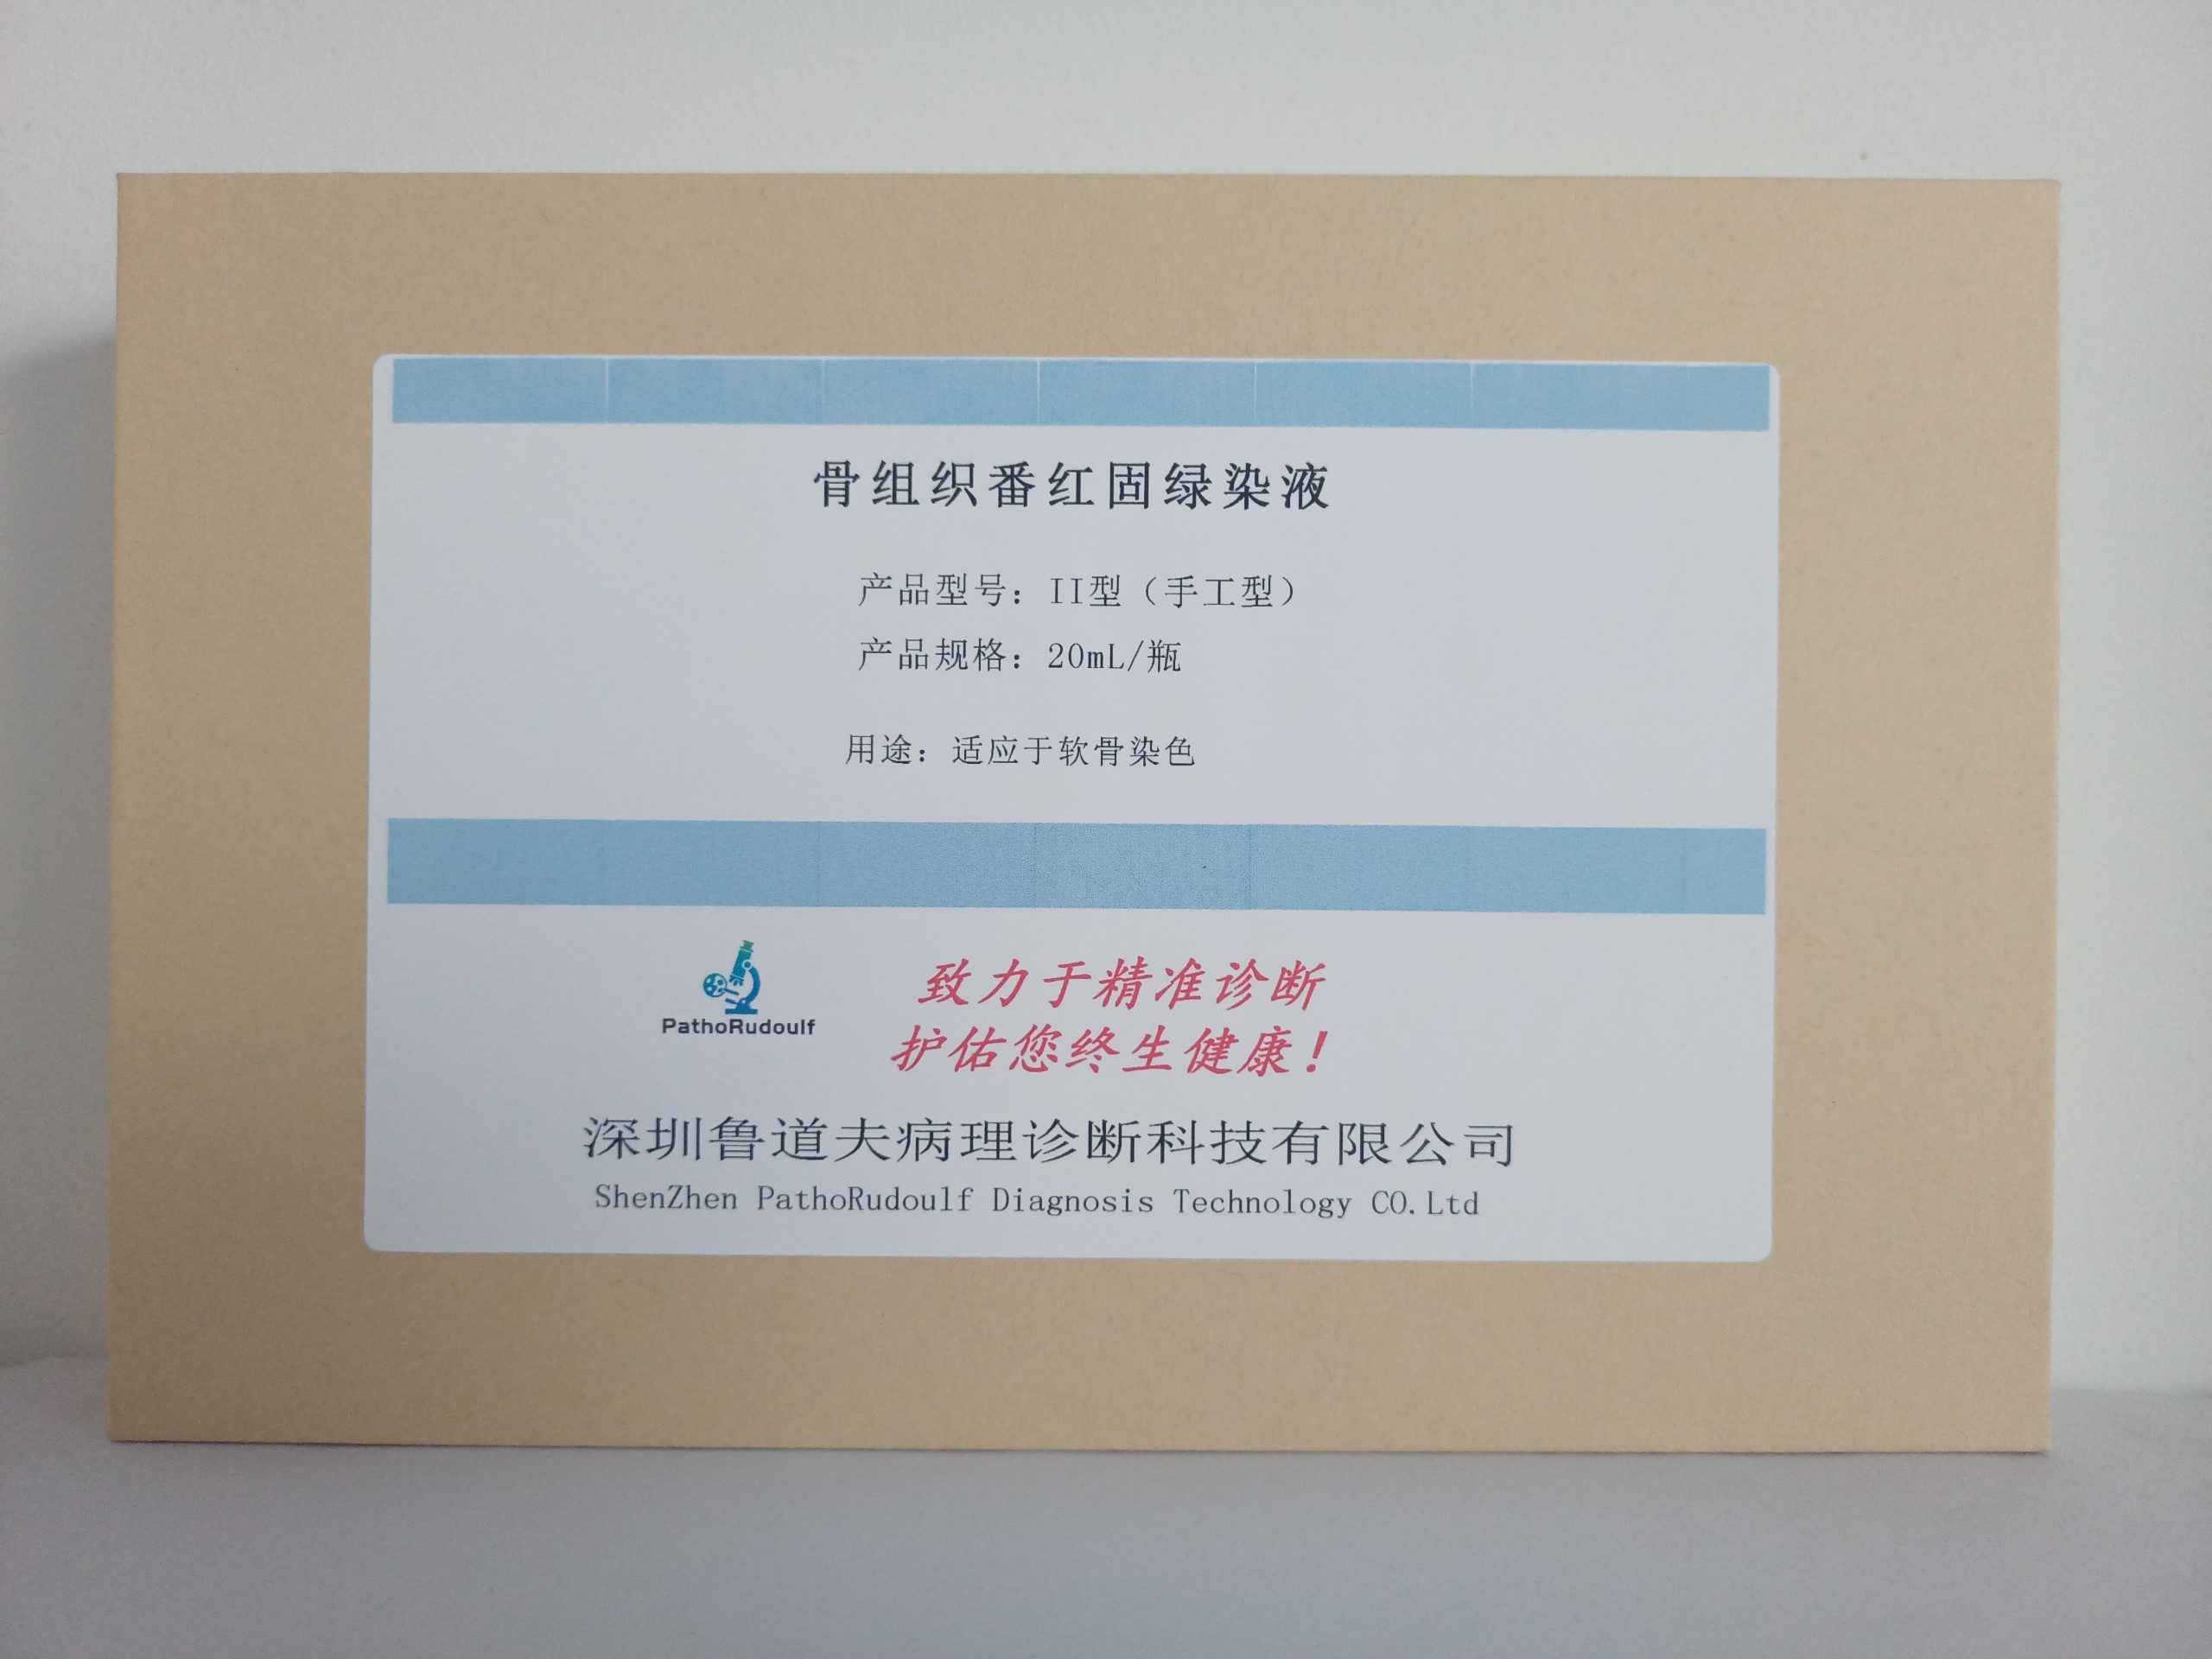 骨组织番红固绿染液
产品型号：II型（手工型）
产品规格：20mL/瓶
用途：适应于软骨染色
PathoRudoulf
致力于精准诊断
护佑您终生健康！
深圳鲁道夫病理诊断科技有限公司
ShenZhen PathoRudoulf Diagnosis Technology CO.Ltd